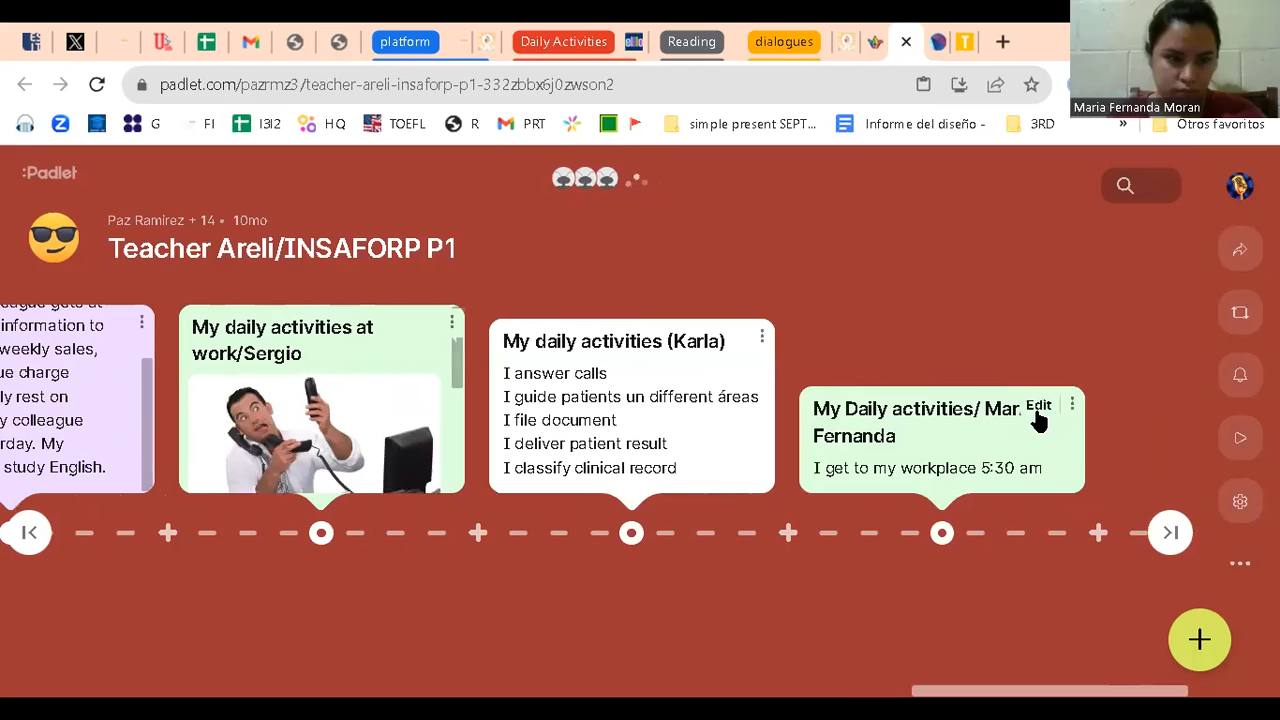 platform
Daily Activities
Reading
dialogues
padlet.com/pazrmz3/teacher-areli-insaforp-p1-332zbbx6j0zwson2
Maria Fernanda Moran
G
FI
I3I2
HQ
TOEFL
R
PRT
simple present SEPT...
Informe del diseño -
3RD
»
Otros favoritos
:Padlet
Paz Ramirez + 14 • 10mo
Teacher Areli/INSAFORP P1
information to
weekly sales,
ue charge
ly rest on
y colleague
rday. My
study English.
My daily activities at
work/Sergio
My daily activities (Karla)
I answer calls
I guide patients un different áreas
I file document
I deliver patient result
I classify clinical record
My Daily activities/ Mar Edit
Fernanda
I get to my workplace 5:30 am